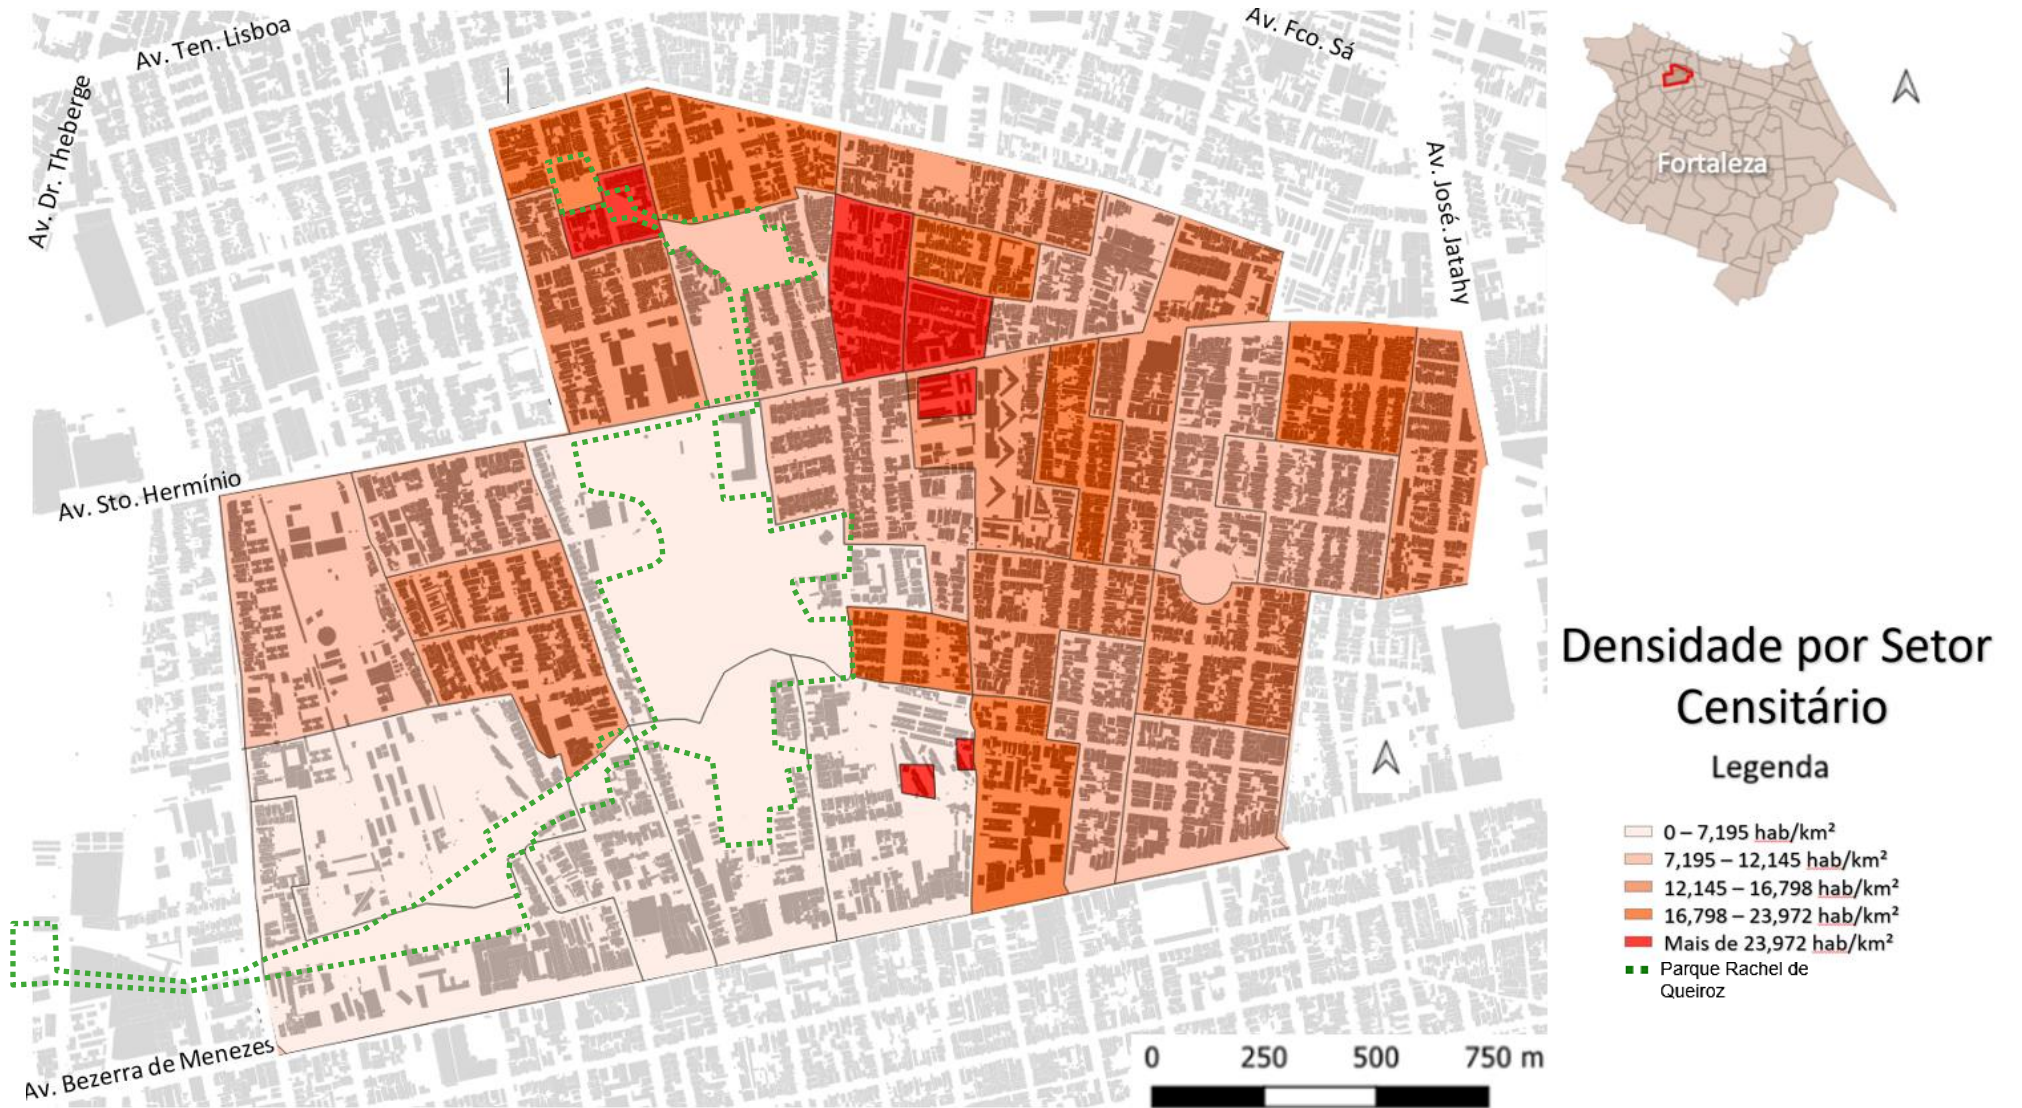 Av. Ten. Lisboa
Av. Fco. Sá
Av. Dr. Theberge
Av. José. Jatahy
Fortaleza
Av. Sto. Hermínio
Av. Bezerra de Menezes
Densidade por Setor
Censitário
Legenda
0 – 7,195 hab/km²
7,195 – 12,145 hab/km²
12,145 – 16,798 hab/km²
16,798 – 23,972 hab/km²
Mais de 23,972 hab/km²
Parque Rachel de
Queiroz
0 250 500 750 m